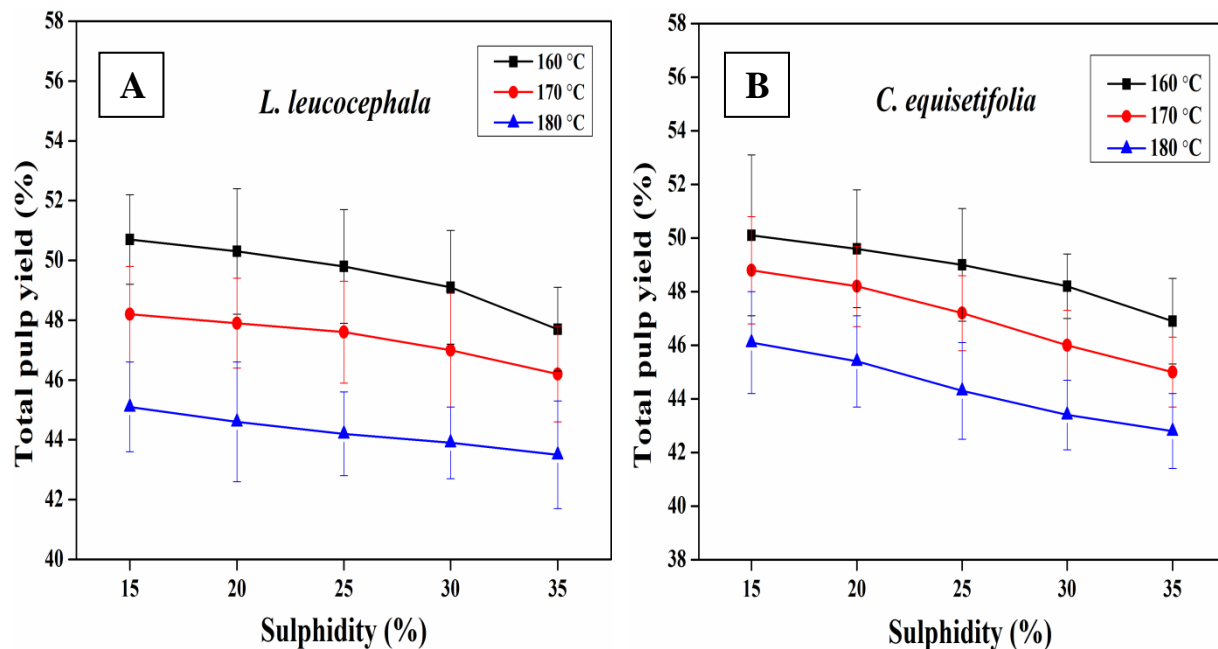 A
L. leucocephala
160 °C
170 °C
180 °C
Total pulp yield (%)
58
56
54
52
50
48
46
44
42
40
15 20 25 30 35
Sulphidity (%)
B
C. equisetifolia
160 °C
170 °C
180 °C
Total pulp yield (%)
58
56
54
52
50
48
46
44
42
40
38
15 20 25 30 35
Sulphidity (%)